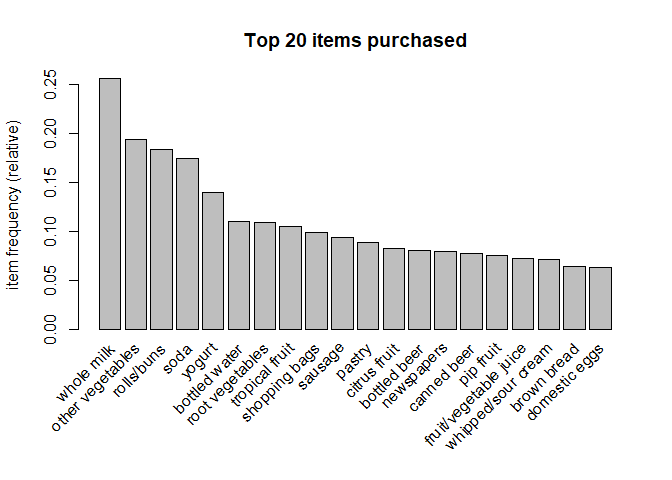 Top 20 items purchased
item frequency (relative)
0.25
0.20
0.15
0.10
0.05
0.00
whole milk
other vegetables
rolls/buns
soda
yogurt
bottled water
root vegetables
tropical fruit
shopping bags
sausage
pastry
citrus fruit
bottled beer
newspapers
canned beer
pip fruit
fruit/vegetable juice
whipped/sour cream
brown bread
domestic eggs